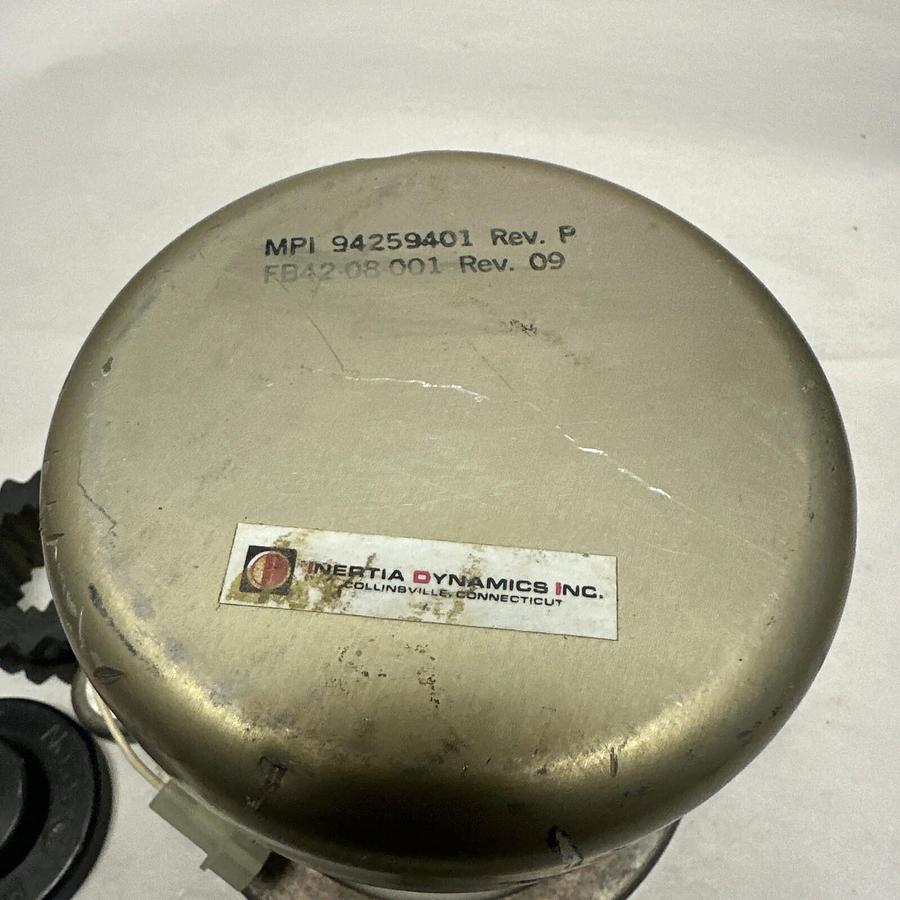 MPI 94259401 Rev. P
FB42-08-001 Rev. 09
INERTIA DYNAMICS INC.
COLLINSVILLE, CONNECTICUT